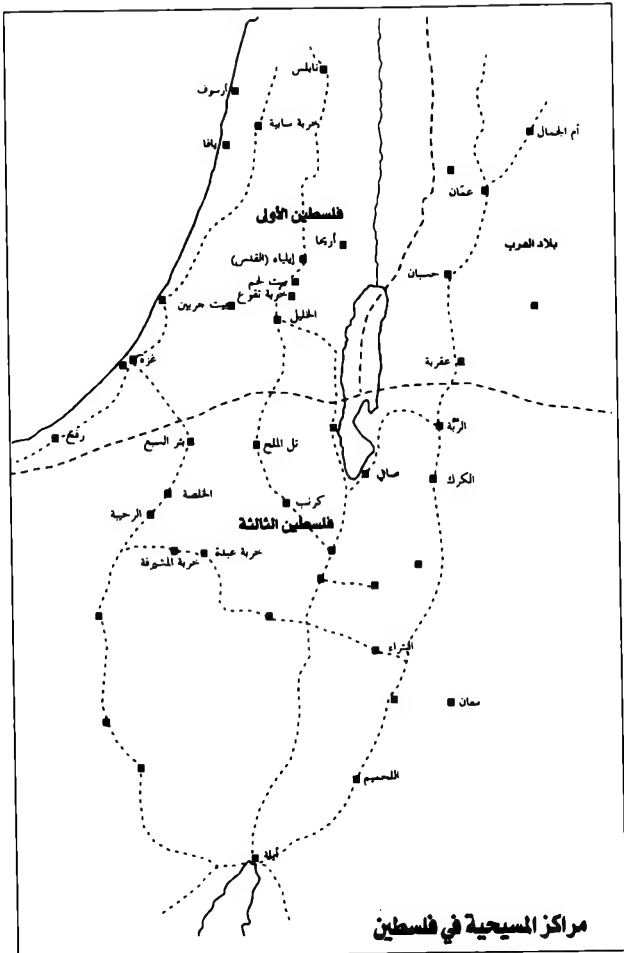 نابلس
أرسوف
خربة سابية
أم الجمال
يافا
عمّان
فلسطين الأولى
أريحا
بلاد العرب
إيلياء (القدس)
حسبان
بيت لحم
خربة تقوع
بيت جبرين
الخليل
غزة
عقربة
رفح
بئر السبع
تل الملح
الربّة
صافي
الكرك
الخلصة
كرنب
الرحيبة
فلسطين الثالثة
خربة عبدة
خربة المشيرفة
البتراء
معان
اللحميم
أيلة
مراكز المسيحية في فلسطين